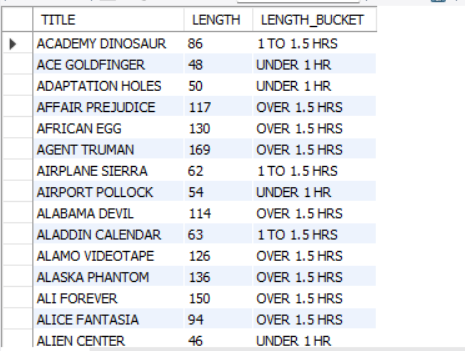 TITLE LENGTH LENGTH_BUCKET
ACADEMY DINOSAUR 86 1 TO 1.5 HRS
ACE GOLDFINGER 48 UNDER 1 HR
ADAPTATION HOLES 50 UNDER 1 HR
AFFAIR PREJUDICE 117 OVER 1.5 HRS
AFRICAN EGG 130 OVER 1.5 HRS
AGENT TRUMAN 169 OVER 1.5 HRS
AIRPLANE SIERRA 62 1 TO 1.5 HRS
AIRPORT POLLOCK 54 UNDER 1 HR
ALABAMA DEVIL 114 OVER 1.5 HRS
ALADDIN CALENDAR 63 1 TO 1.5 HRS
ALAMO VIDEOTAPE 126 OVER 1.5 HRS
ALASKA PHANTOM 136 OVER 1.5 HRS
ALI FOREVER 150 OVER 1.5 HRS
ALICE FANTASIA 94 OVER 1.5 HRS
ALIEN CENTER 46 UNDER 1 HR